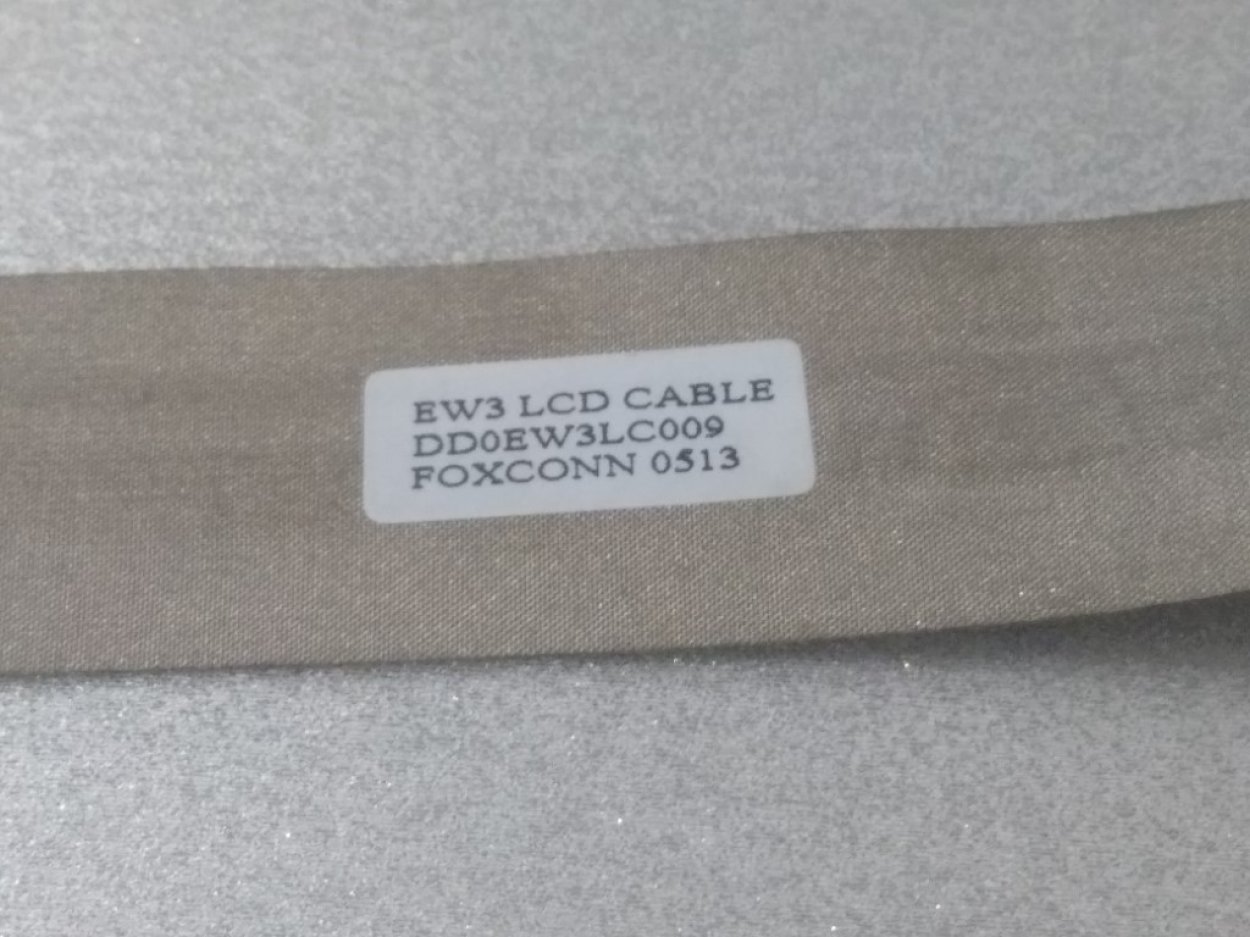 EW3 LCD CABLE
DD0EW3LC009
FOXCONN 0513